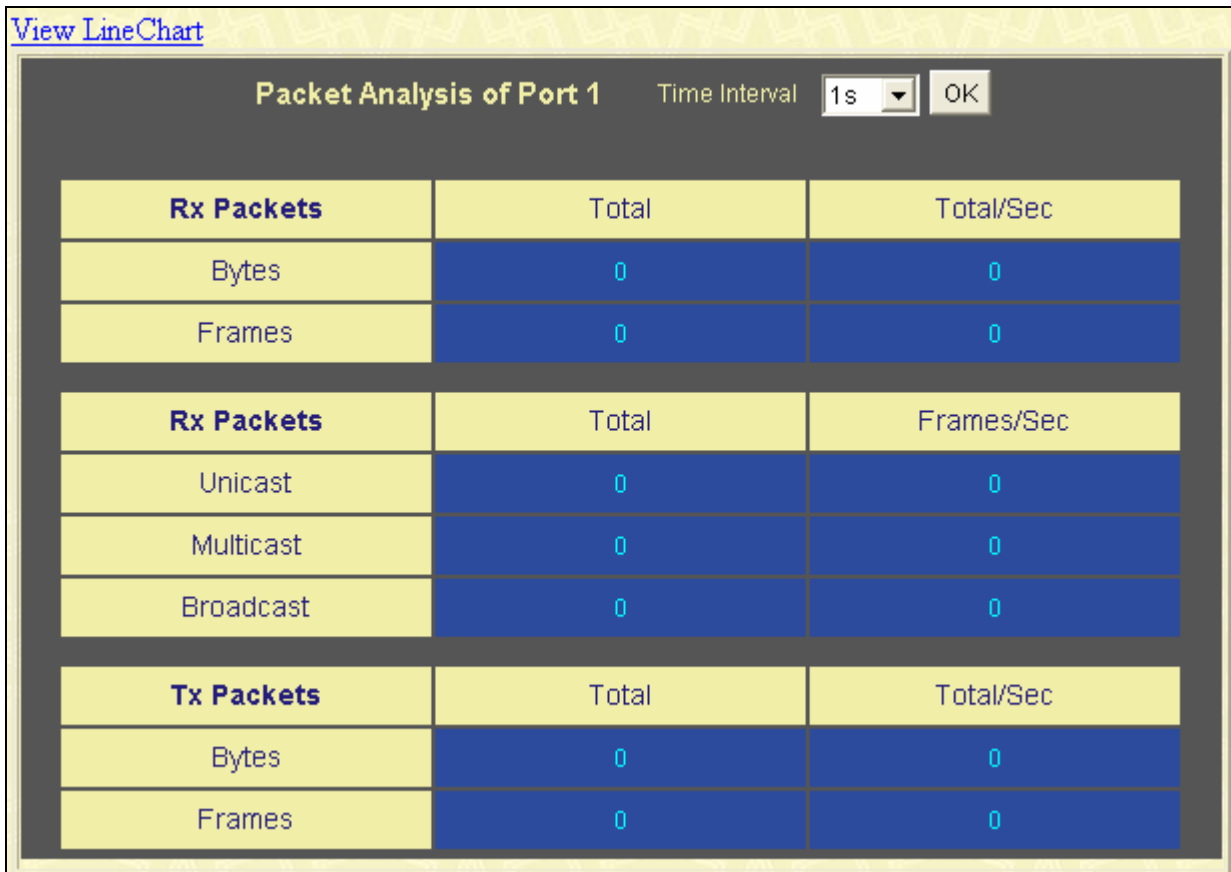 View LineChart
Packet Analysis of Port 1 Time Interval 1s OK
Rx Packets Total Total/Sec
Bytes 0 0
Frames 0 0
Rx Packets Total Frames/Sec
Unicast 0 0
Multicast 0 0
Broadcast 0 0
Tx Packets Total Total/Sec
Bytes 0 0
Frames 0 0